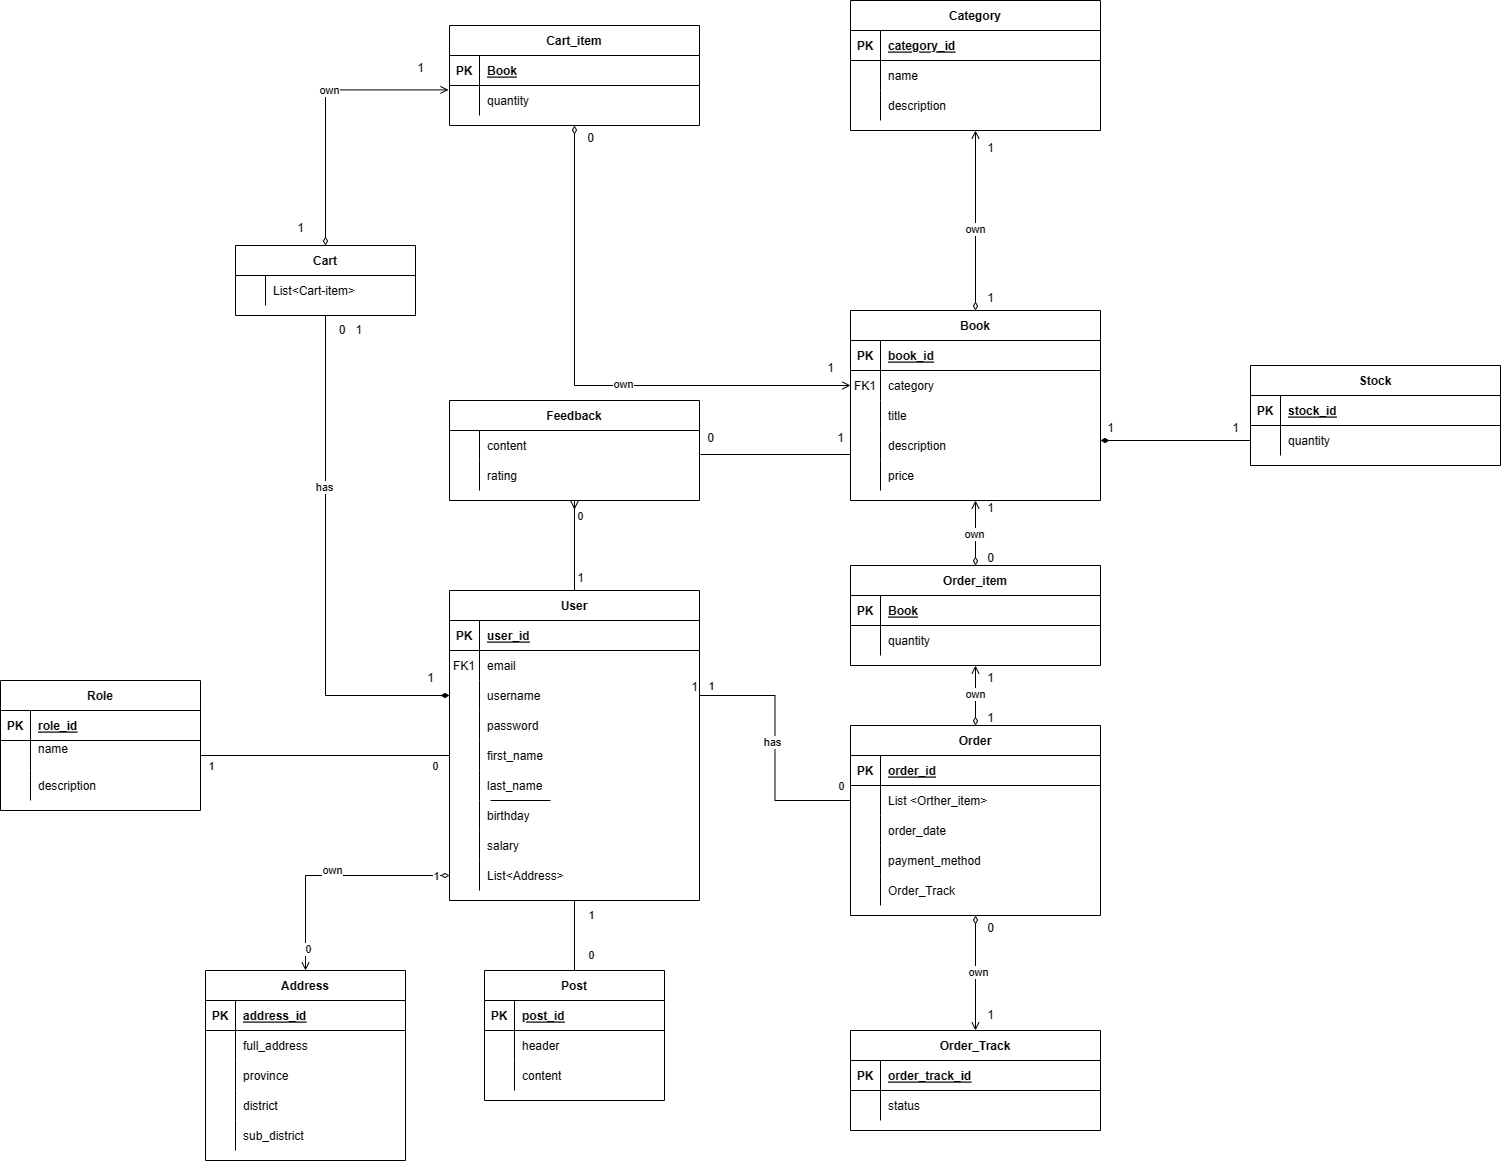 Category
PK category_id
name
description
Cart_item
PK Book
quantity
1
own
0
1
own
1
1
Cart
List<Cart-item>
0 1
has
1
own
Book
PK book_id
FK1 category
title
description
price
Stock
PK stock_id
quantity
1
1
Feedback
content
rating
0
1
0
1
1
own
0
Order_item
PK Book
quantity
1
own
1
User
PK user_id
FK1 email
username
password
first_name
last_name
birthday
salary
List<Address>
1
1
1
has
0
Role
PK role_id
name
description
1
0
Order
PK order_id
List <Orther_item>
order_date
payment_method
Order_Track
own
1
0
1
0
0
own
1
Address
PK address_id
full_address
province
district
sub_district
Post
PK post_id
header
content
Order_Track
PK order_track_id
status